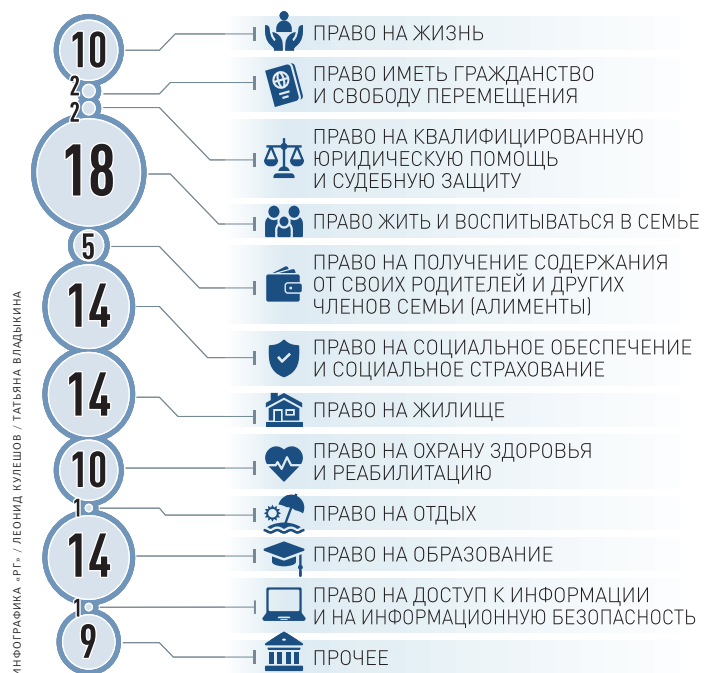 10
ПРАВО НА ЖИЗНЬ
2
ПРАВО ИМЕТЬ ГРАЖДАНСТВО
И СВОБОДУ ПЕРЕМЕЩЕНИЯ
2
ПРАВО НА КВАЛИФИЦИРОВАННУЮ
ЮРИДИЧЕСКУЮ ПОМОЩЬ
И СУДЕБНУЮ ЗАЩИТУ
18
ПРАВО ЖИТЬ И ВОСПИТЫВАТЬСЯ В СЕМЬЕ
5
ПРАВО НА ПОЛУЧЕНИЕ СОДЕРЖАНИЯ
ОТ СВОИХ РОДИТЕЛЕЙ И ДРУГИХ
ЧЛЕНОВ СЕМЬИ (АЛИМЕНТЫ)
14
ПРАВО НА СОЦИАЛЬНОЕ ОБЕСПЕЧЕНИЕ
И СОЦИАЛЬНОЕ СТРАХОВАНИЕ
14
ПРАВО НА ЖИЛИЩЕ
10
ПРАВО НА ОХРАНУ ЗДОРОВЬЯ
И РЕАБИЛИТАЦИЮ
1
ПРАВО НА ОТДЫХ
14
ПРАВО НА ОБРАЗОВАНИЕ
1
ПРАВО НА ДОСТУП К ИНФОРМАЦИИ
И НА ИНФОРМАЦИОННУЮ БЕЗОПАСНОСТЬ
9
ПРОЧЕЕ
ИНФОГРАФИКА «РГ» / ЛЕОНИД КУЛЕШОВ / ТАТЬЯНА ВЛАДЫКИНА